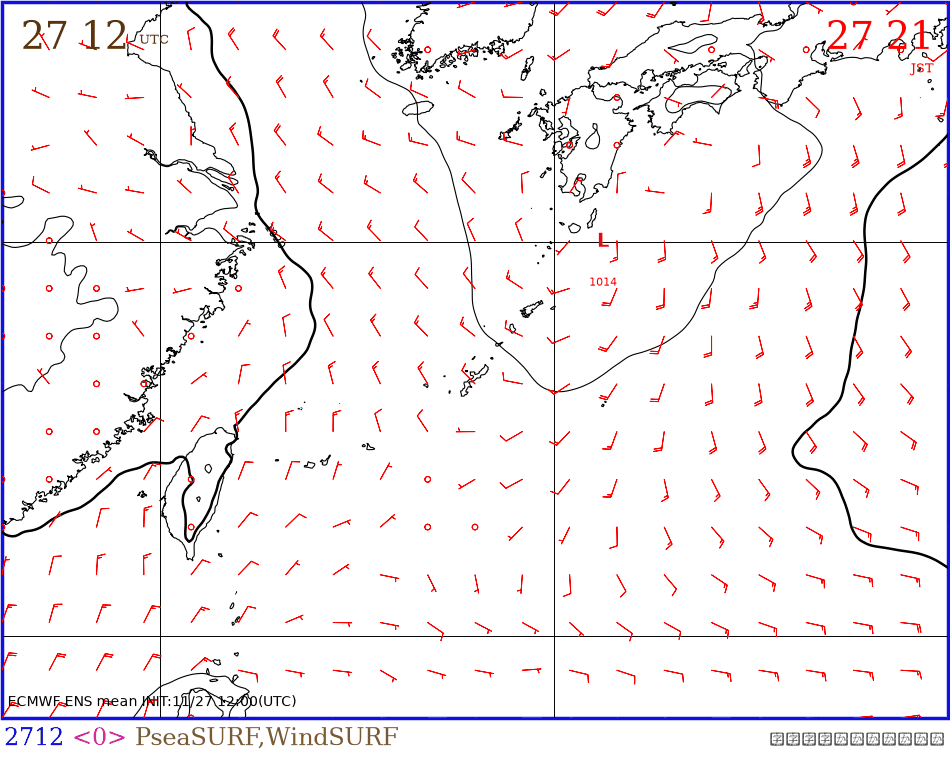 27 12 UTC
27 21
JST
L
1014
ECMWF ENS mean INIT:11/27 12:00(UTC)
2712 <0> PseaSURF,WindSURF